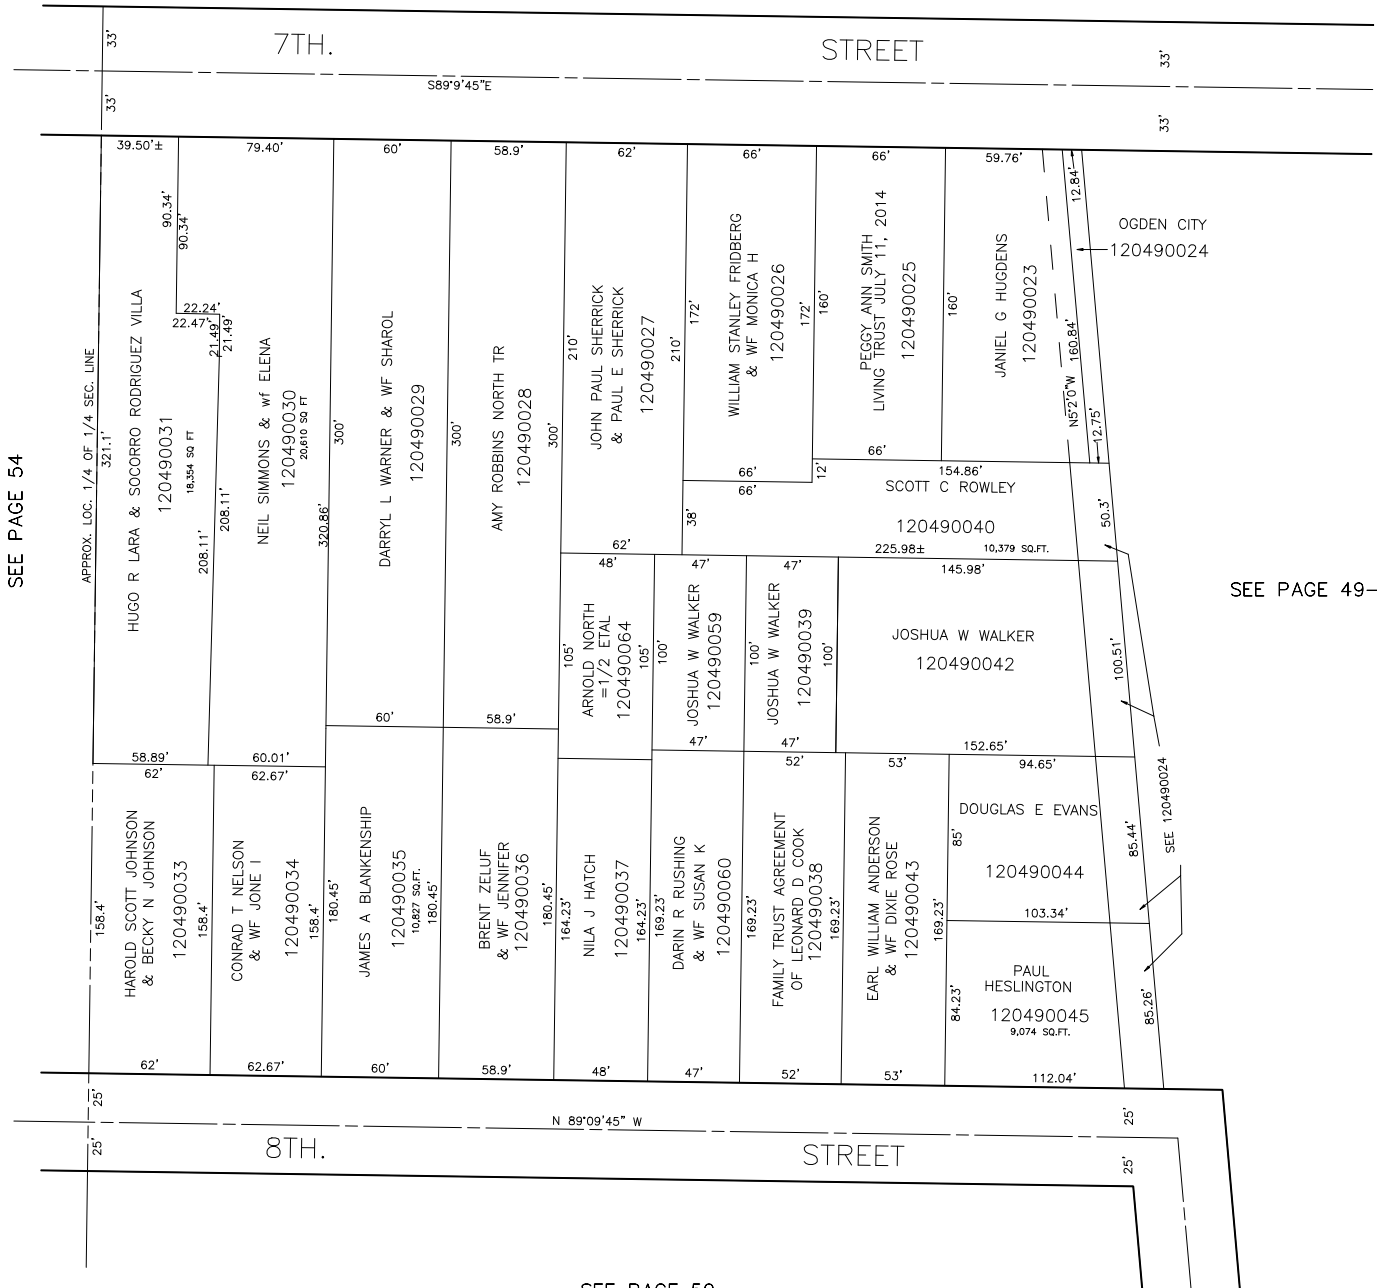 7TH. STREET
33'
33'
33'
33'
S89°9'45"E
39.50'±
79.40'
60'
58.9'
62'
66'
66'
59.76'
12.84'
90.34'
90.34'
22.24'
22.47'
21.49'
21.49'
APPROX. LOC. 1/4 OF 1/4 SEC. LINE
321.1'
SEE PAGE 54
HUGO R LARA & SOCORRO RODRIGUEZ VILLA
120490031
18,354 SQ FT
208.11'
208.11'
NEIL SIMMONS & wf ELENA
120490030
20,610 SQ FT
320.86'
300'
DARRYL L WARNER & WF SHAROL
120490029
300'
AMY ROBBINS NORTH TR
120490028
300'
210'
JOHN PAUL SHERRICK
& PAUL E SHERRICK
120490027
210'
172'
WILLIAM STANLEY FRIDBERG
& WF MONICA H
120490026
172'
160'
PEGGY ANN SMITH
LIVING TRUST JULY 11, 2014
120490025
160'
JANIEL G HUGDENS
120490023
N5°2'0"W
160.84'
12.75'
OGDEN CITY
120490024
66'
66'
12'
66'
154.86'
38'
62'
SCOTT C ROWLEY
120490040
225.98±
10,379 SQ.FT.
50.3'
48'
47'
47'
145.98'
SEE PAGE 49-
105'
ARNOLD NORTH
=1/2 ETAL
120490064
105'
100'
JOSHUA W WALKER
120490059
100'
JOSHUA W WALKER
120490039
100'
JOSHUA W WALKER
120490042
100.51'
60'
58.9'
47'
47'
152.65'
58.89'
60.01'
62'
62.67'
52'
53'
94.65'
SEE 120490024
158.4'
HAROLD SCOTT JOHNSON
& BECKY N JOHNSON
120490033
158.4'
CONRAD T NELSON
& WF JONE I
120490034
158.4'
180.45'
JAMES A BLANKENSHIP
120490035
10,827 SQ.FT.
180.45'
BRENT ZELUF
& WF JENNIFER
120490036
180.45'
164.23'
NILA J HATCH
120490037
164.23'
169.23'
DARIN R RUSHING
& WF SUSAN K
120490060
169.23'
FAMILY TRUST AGREEMENT
OF LEONARD D COOK
120490038
169.23'
EARL WILLIAM ANDERSON
& WF DIXIE ROSE
120490043
169.23'
85'
DOUGLAS E EVANS
120490044
85.44'
103.34'
84.23'
PAUL
HESLINGTON
120490045
9,074 SQ.FT.
85.26'
62'
62.67'
60'
58.9'
48'
47'
52'
53'
112.04'
25'
25'
25'
25'
N 89°09'45" W
8TH. STREET
SEE PAGE 50